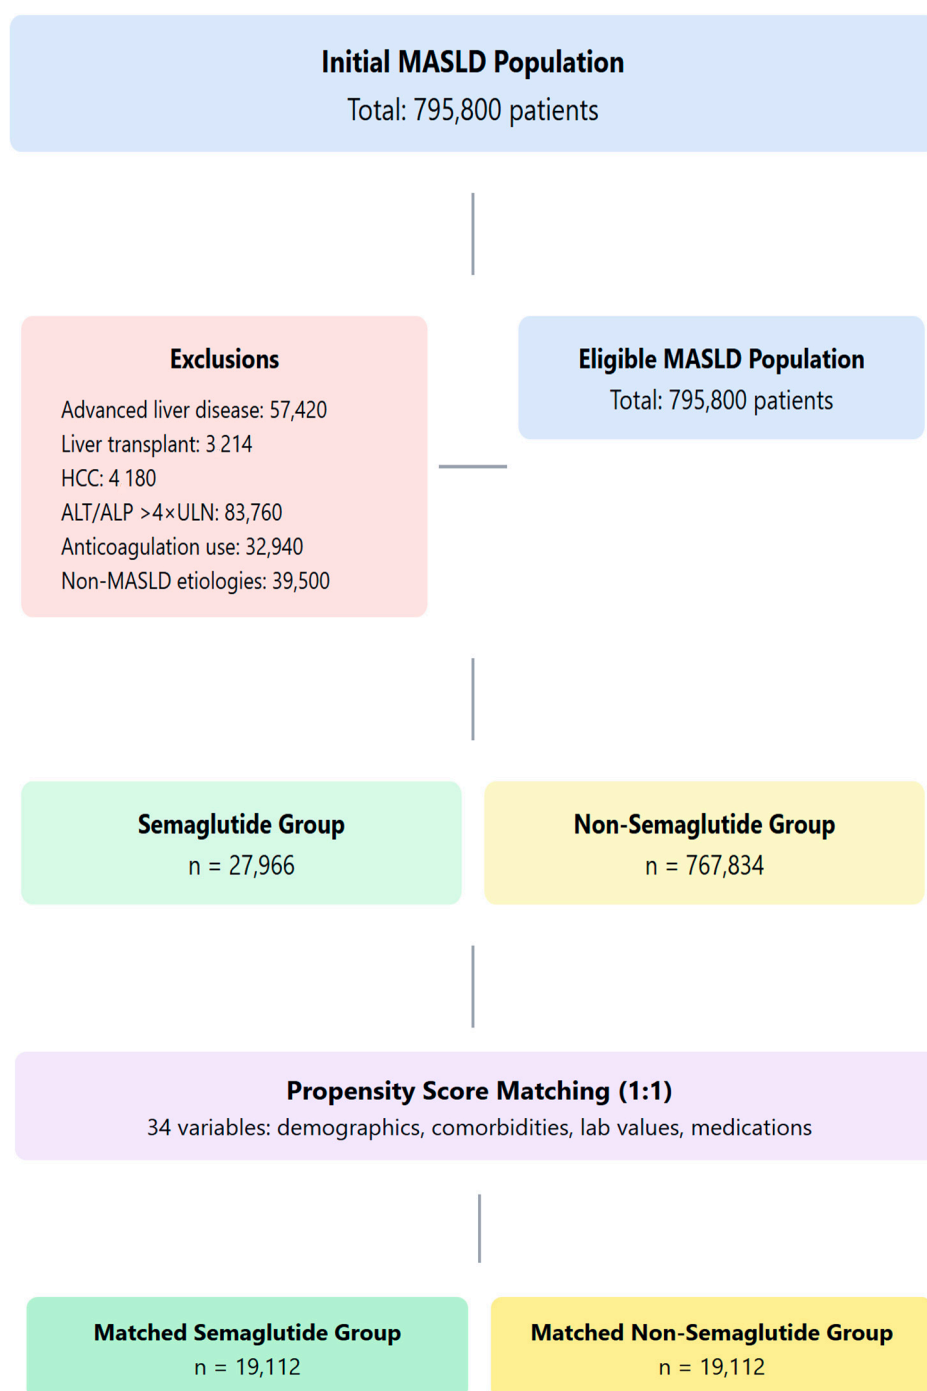 Initial MASLD Population
Total: 795,800 patients
Exclusions
Advanced liver disease: 57,420
Liver transplant: 3 214
HCC: 4 180
ALT/ALP >4×ULN: 83,760
Anticoagulation use: 32,940
Non-MASLD etiologies: 39,500
Eligible MASLD Population
Total: 795,800 patients
Semaglutide Group
n = 27,966
Non-Semaglutide Group
n = 767,834
Propensity Score Matching (1:1)
34 variables: demographics, comorbidities, lab values, medications
Matched Semaglutide Group
n = 19,112
Matched Non-Semaglutide Group
n = 19,112